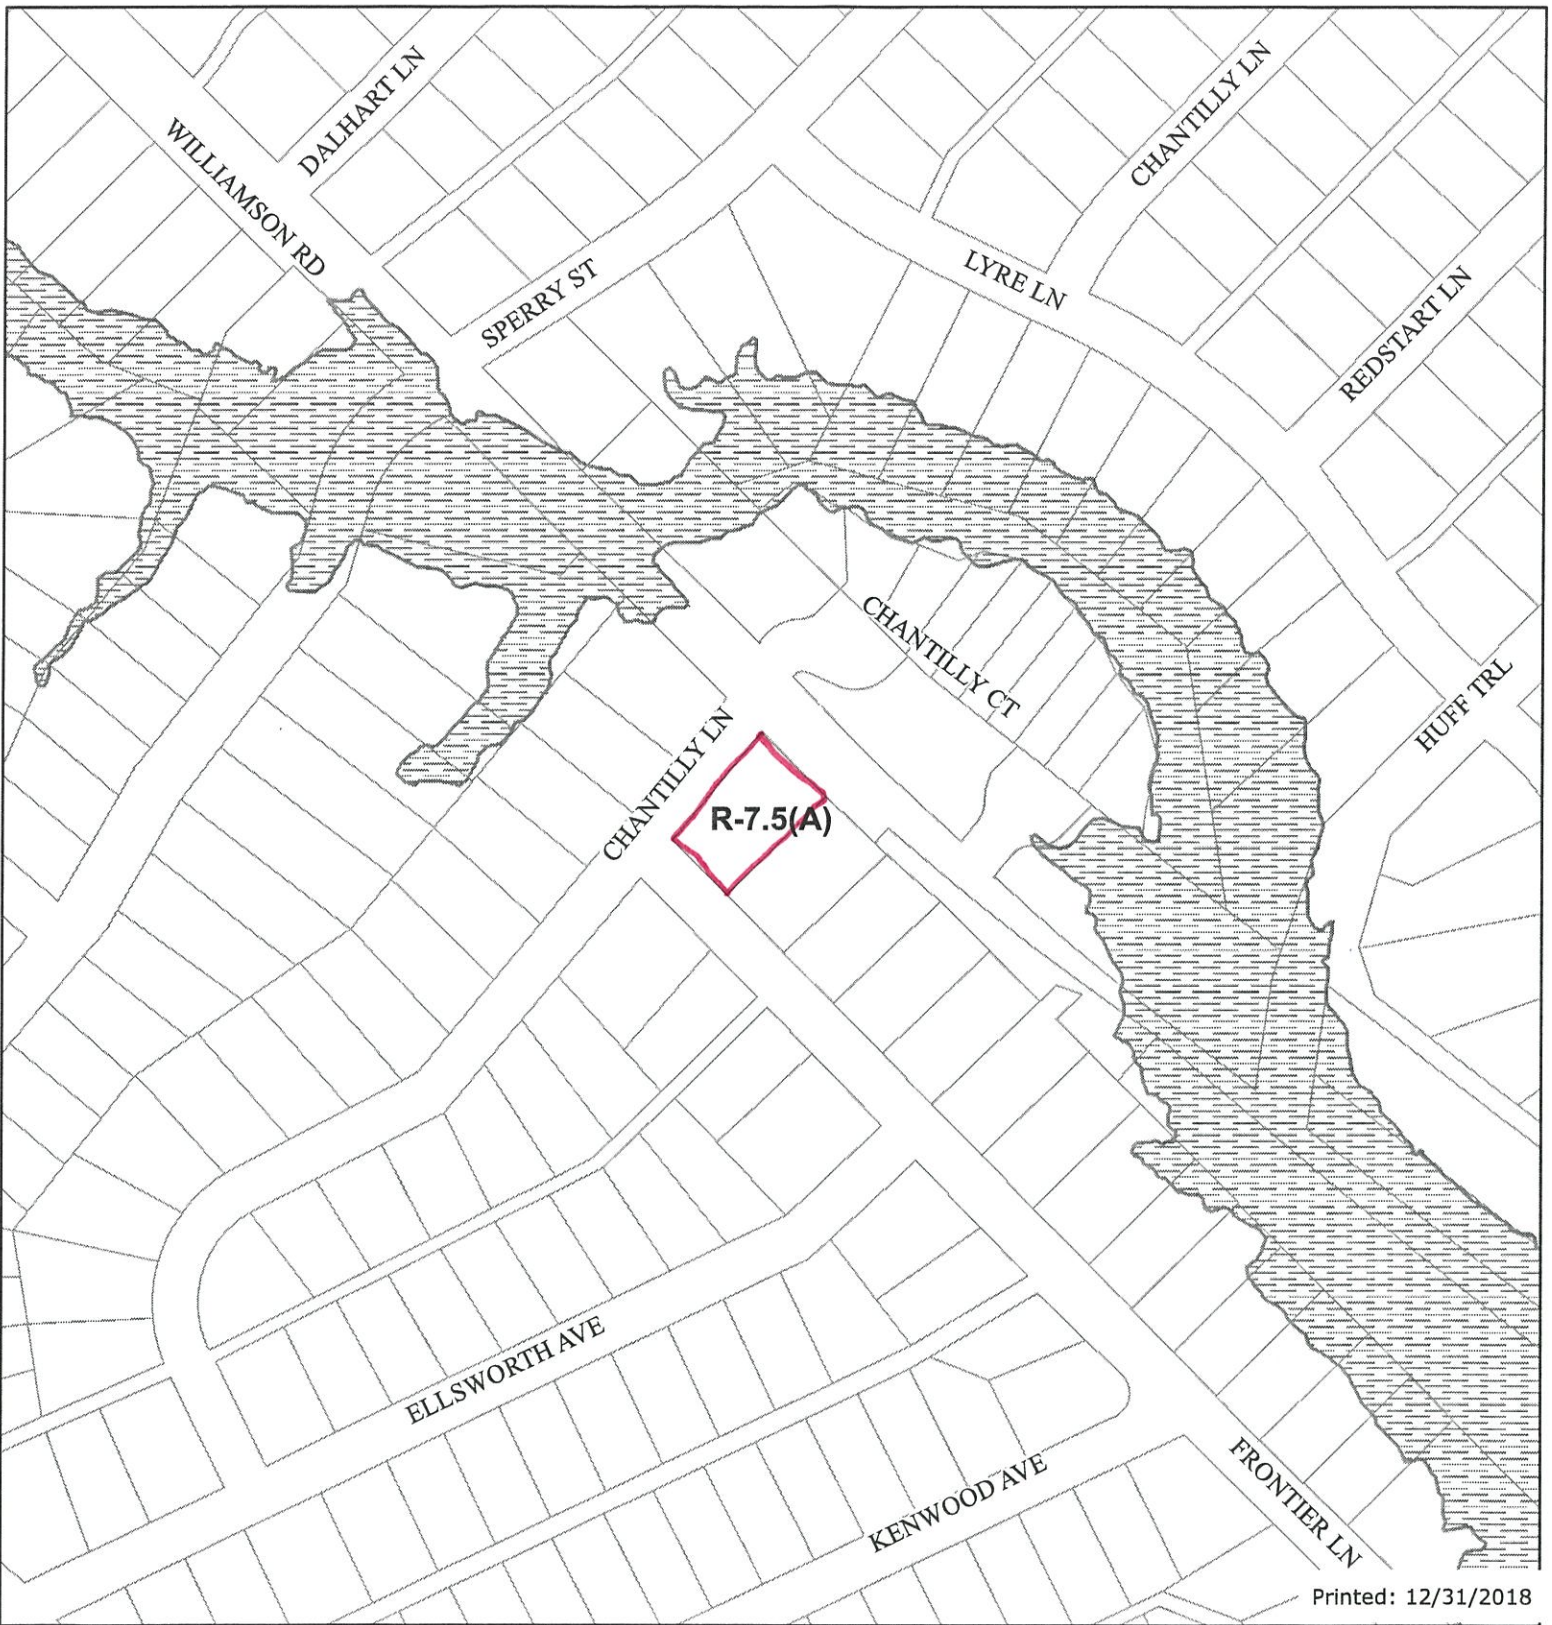 DALHART LN
CHANTILLY LN
WILLIAMSON RD
SPERRY ST
LYRE LN
REDSTART LN
CHANTILLY CT
HUFF TRL
CHANTILLY LN
R-7.5(A)
ELLSWORTH AVE
KENWOOD AVE
FRONTIER LN
Printed: 12/31/2018